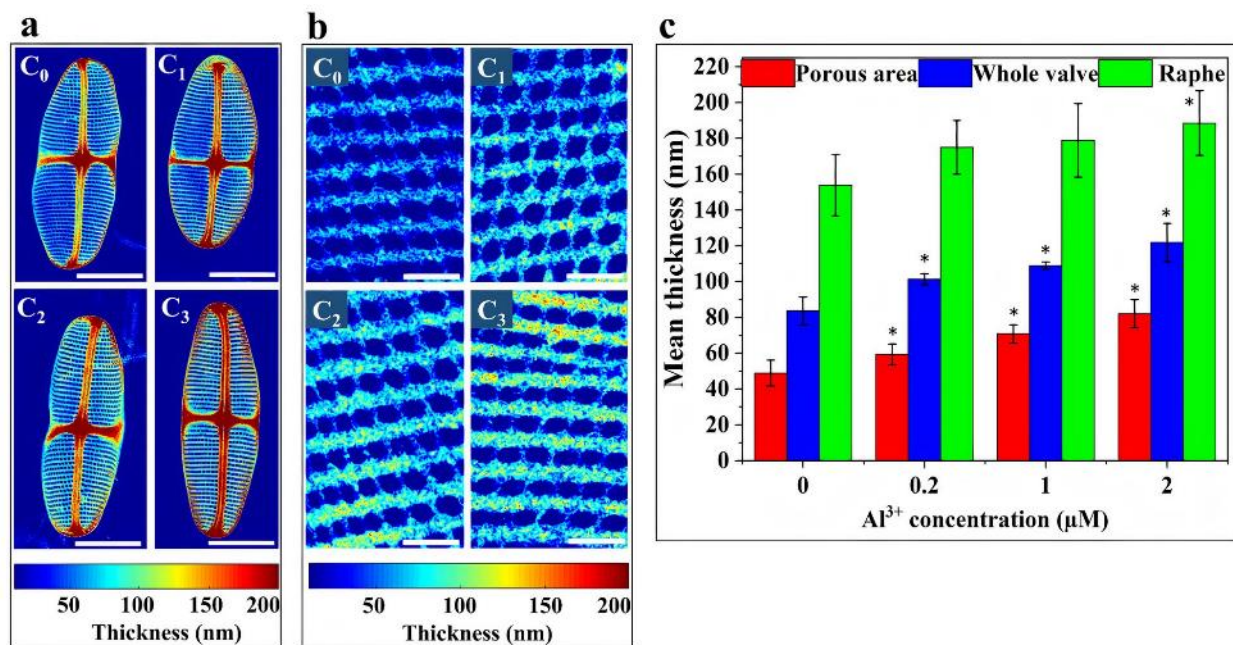 a
C0
C1
C2
C3
50 100 150 200
Thickness (nm)
b
C0
C1
C2
C3
50 100 150 200
Thickness (nm)
c
Porous area Whole valve Raphe
220
200
180
160
140
120
100
80
60
40
20
0
Mean thickness (nm)
* * * * * * *
0 0.2 1 2
Al³⁺ concentration (μM)